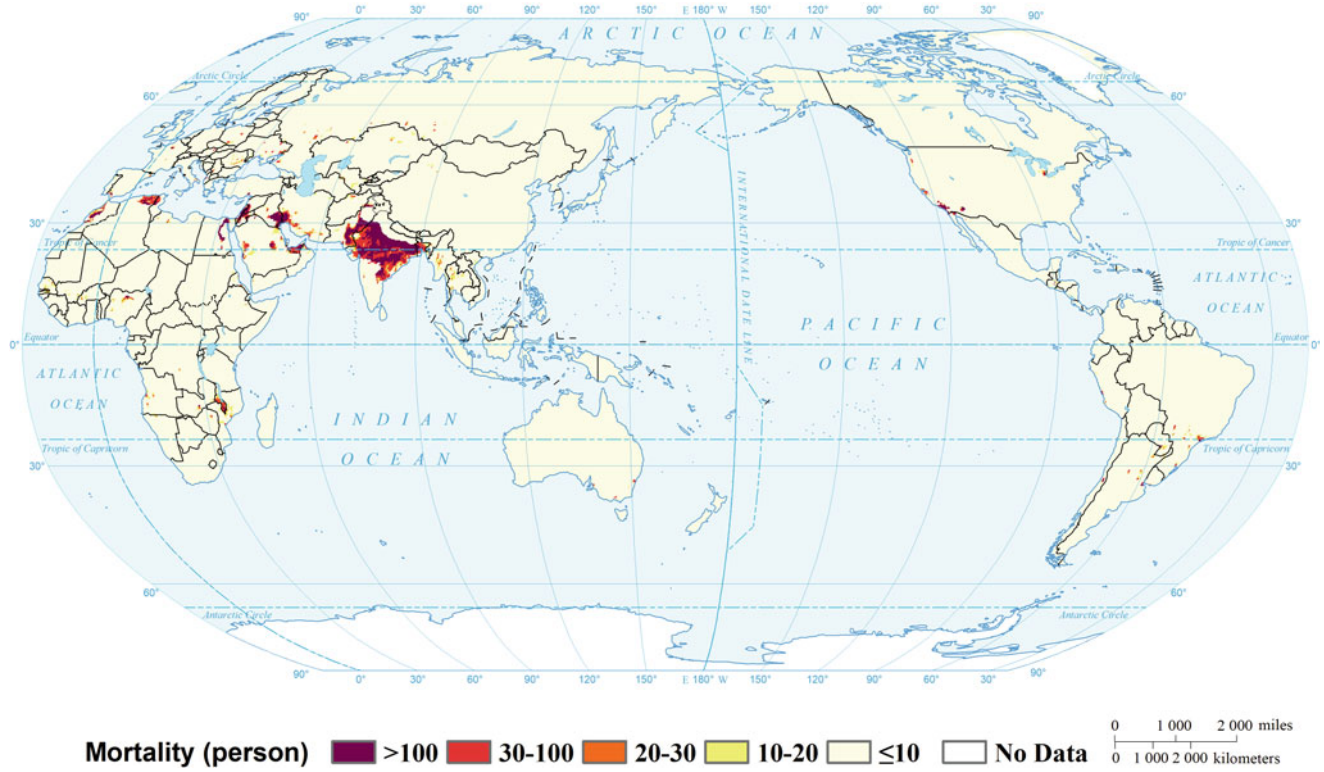 90° 0° 30° 60° 90° 120° 150° E 180° W 150° 120° 90° 60° 30° 90°
ARCTIC OCEAN
Arctic Circle
Arctic Circle
60°
60°
30°
30°
Tropic of Cancer
Tropic of Cancer
ATLANTIC
OCEAN
INTERNATIONAL DATE LINE
PACIFIC
OCEAN
0°
Equator
Equator
0°
ATLANTIC
OCEAN
INDIAN
OCEAN
Tropic of Capricorn
Tropic of Capricorn
30°
30°
60°
60°
Antarctic Circle
Antarctic Circle
90° 0° 30° 60° 90° 120° 150° E 180° W 150° 120° 90° 60° 30° 90°
Mortality (person) >100 30-100 20-30 10-20 ≤10 No Data
0 1 000 2 000 miles
0 1 000 2 000 kilometers